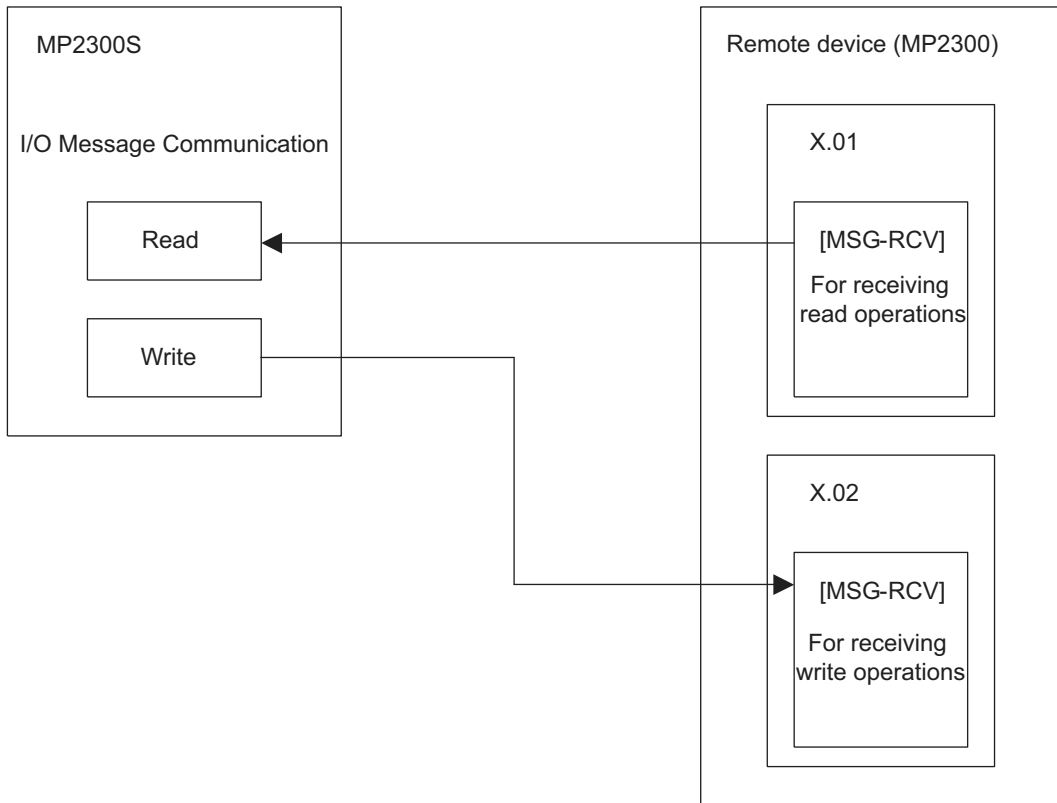 MP2300S
I/O Message Communication
Read
Write
Remote device (MP2300)
X.01
[MSG-RCV]
For receiving
read operations
X.02
[MSG-RCV]
For receiving
write operations